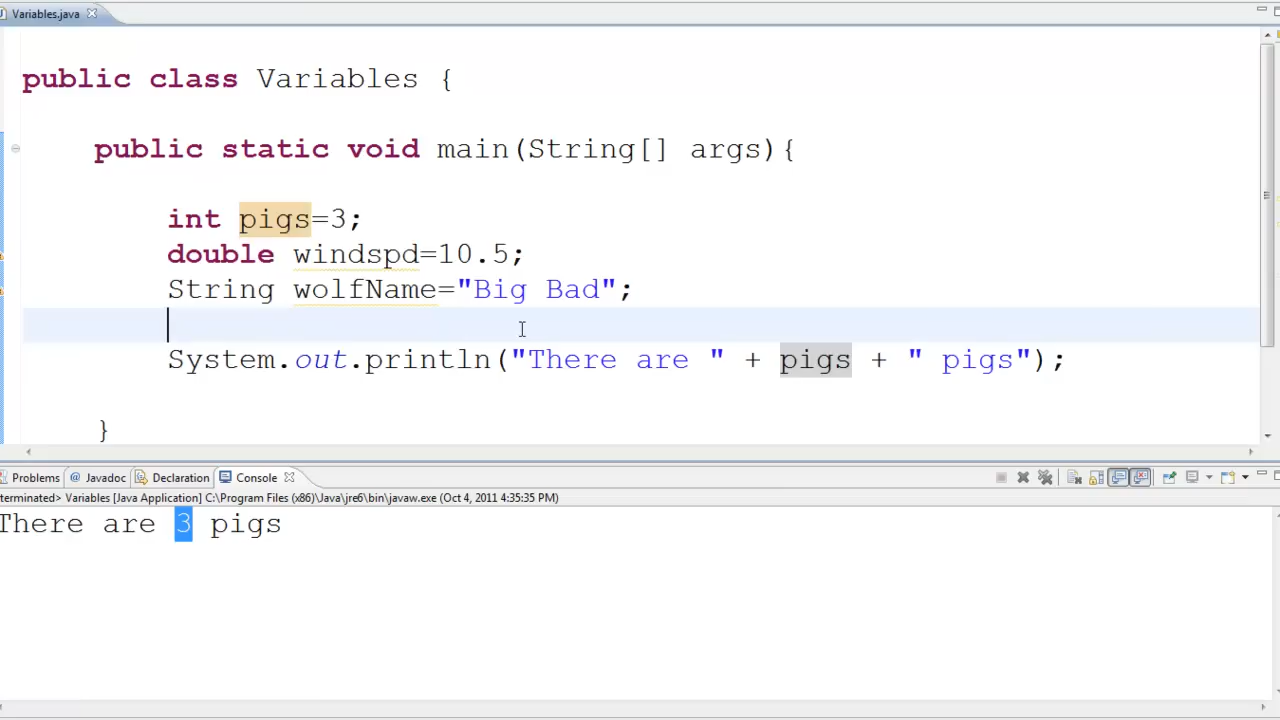 Variables.java
public class Variables {
public static void main(String[] args){
int pigs=3;
double windspd=10.5;
String wolfName="Big Bad";
System.out.println("There are " + pigs + " pigs");
}
Problems @ Javadoc Declaration Console
terminated> Variables [Java Application] C:\Program Files (x86)\Java\jre6\bin\javaw.exe (Oct 4, 2011 4:35:35 PM)
There are 3 pigs